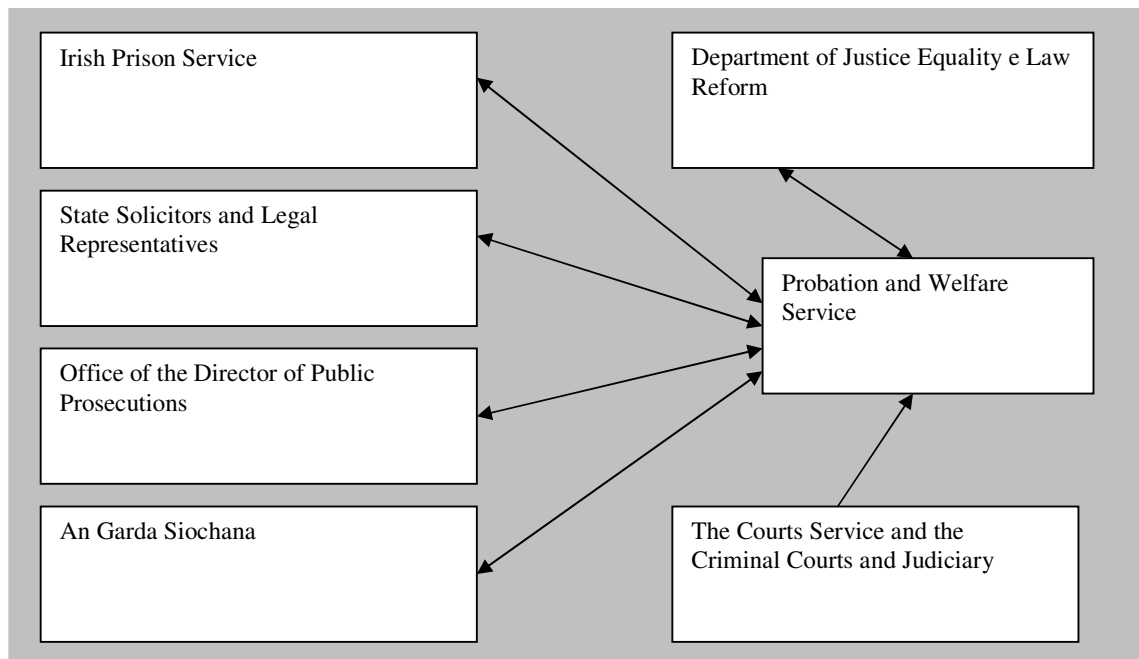 Irish Prison Service
Department of Justice Equality e Law
Reform
State Solicitors and Legal
Representatives
Probation and Welfare
Service
Office of the Director of Public
Prosecutions
An Garda Siochana
The Courts Service and the
Criminal Courts and Judiciary